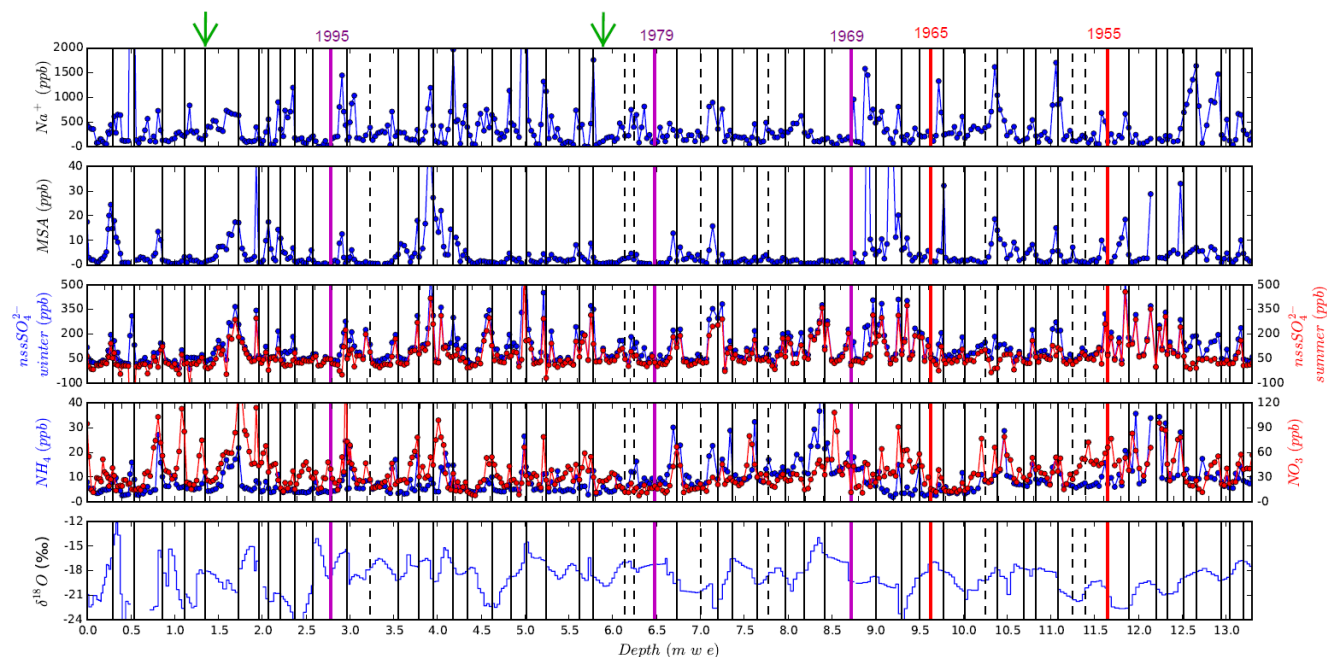 1995 1979 1969 1965 1955
2000
1500
1000
500
-0
Na⁺ (ppb)
40
30
20
10
-0
MSA (ppb)
500
350
200
50
-100
nssSO₄²⁻
winter (ppb)
500
350
200
50
-100
nssSO₄²⁻
summer (ppb)
40
30
20
10
-0
NH₄ (ppb)
120
90
60
30
-0
NO₃ (ppb)
-12
-15
-18
-21
-24
δ¹⁸O (‰)
0.0 0.5 1.0 1.5 2.0 2.5 3.0 3.5 4.0 4.5 5.0 5.5 6.0 6.5 7.0 7.5 8.0 8.5 9.0 9.5 10.0 10.5 11.0 11.5 12.0 12.5 13.0
Depth (m w e)